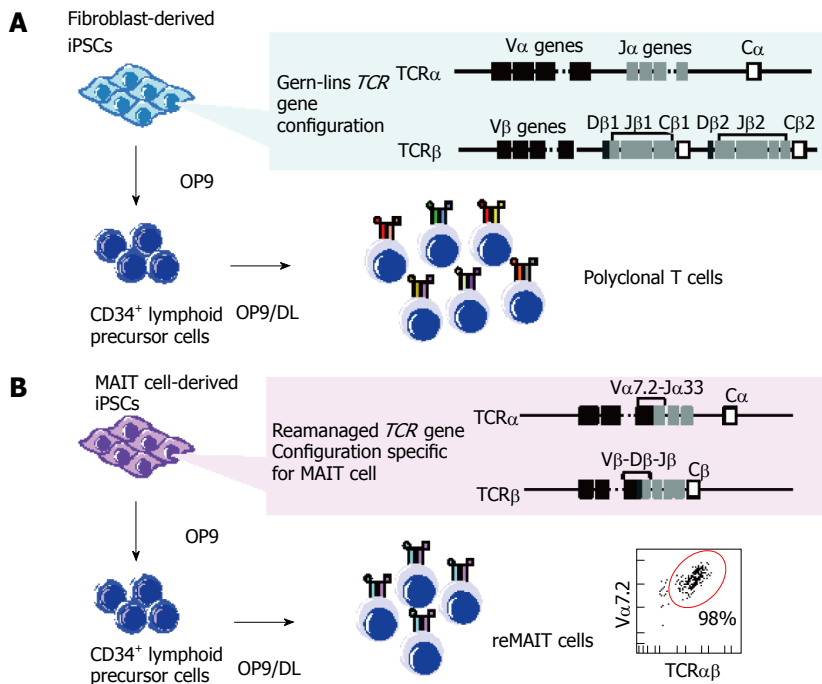 A
Fibroblast-derived
iPSCs
Gern-lins TCR
gene
configuration
Vα genes
Jα genes
Cα
TCRα
Vβ genes
Dβ1
Jβ1
Cβ1
Dβ2
Jβ2
Cβ2
TCRβ
OP9
CD34+ lymphoid
precursor cells
OP9/DL
Polyclonal T cells
B
MAIT cell-derived
iPSCs
Reamanaged TCR gene
Configuration specific
for MAIT cell
Vα7.2-Jα33
Cα
TCRα
Vβ-Dβ-Jβ
Cβ
TCRβ
OP9
CD34+ lymphoid
precursor cells
OP9/DL
reMAIT cells
Vα7.2
98%
TCRαβ